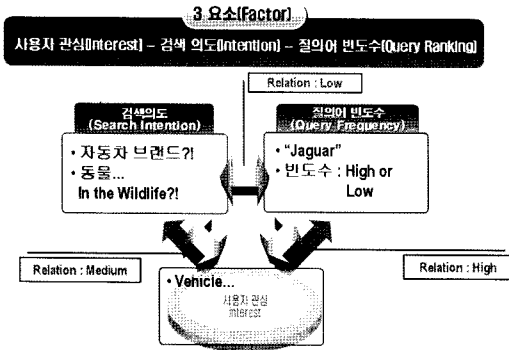 3 요소(Factor)
사용자 관심(Interest) – 검색 의도(Intention) – 질의어 빈도수(Query Ranking)
Relation : Low
검색의도
(Search Intention)
• 자동차 브랜드?!
• 동물...
In the Wildlife?!
질의어 빈도수
(Query Frequency)
• “Jaguar”
• 빈도수 : High or
Low
Relation : Medium
Relation : High
• Vehicle...
사용자 관심
Interest